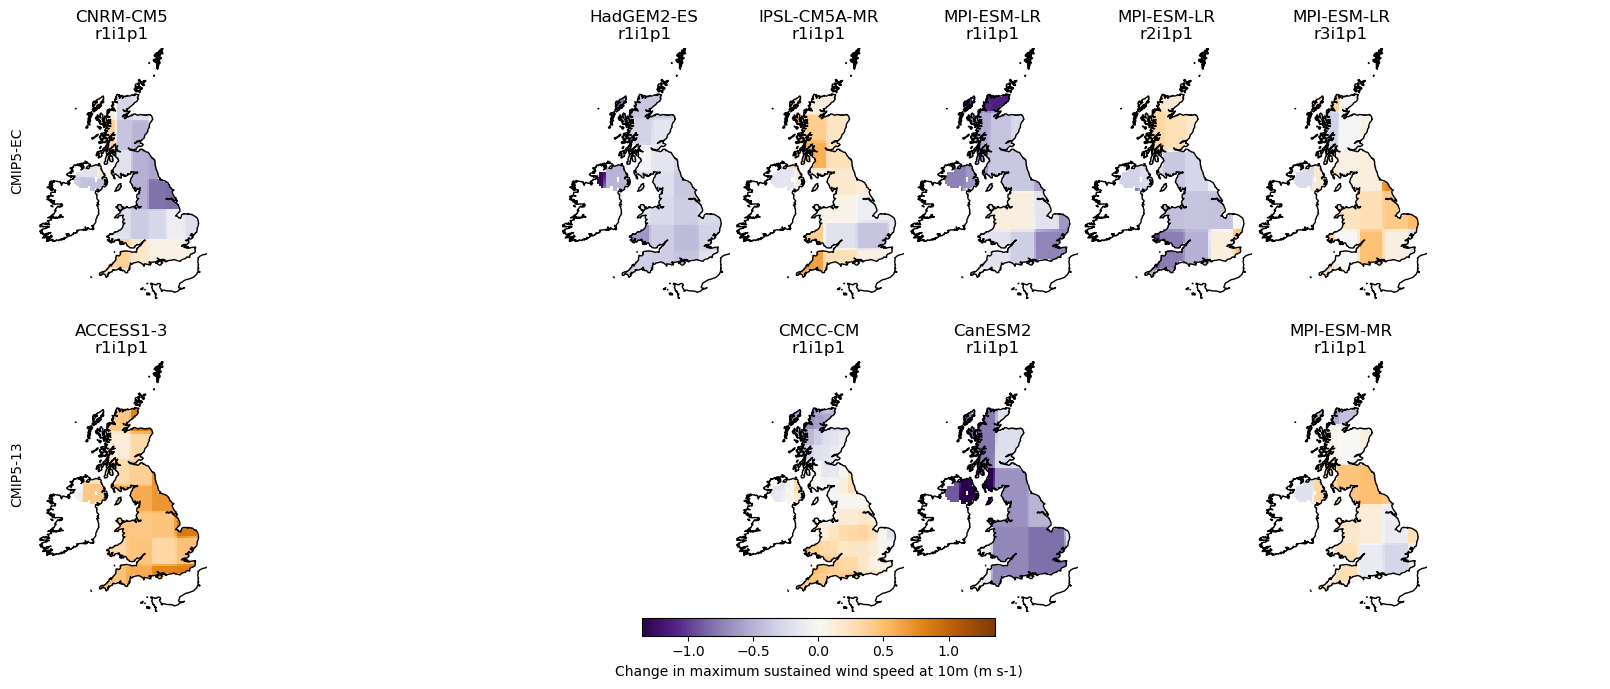 CNRM-CM5
r1i1p1
HadGEM2-ES
r1i1p1
IPSL-CM5A-MR
r1i1p1
MPI-ESM-LR
r1i1p1
MPI-ESM-LR
r2i1p1
MPI-ESM-LR
r3i1p1
CMIP5-EC
ACCESS1-3
r1i1p1
CMCC-CM
r1i1p1
CanESM2
r1i1p1
MPI-ESM-MR
r1i1p1
CMIP5-13
−1.0 −0.5 0.0 0.5 1.0
Change in maximum sustained wind speed at 10m (m s-1)